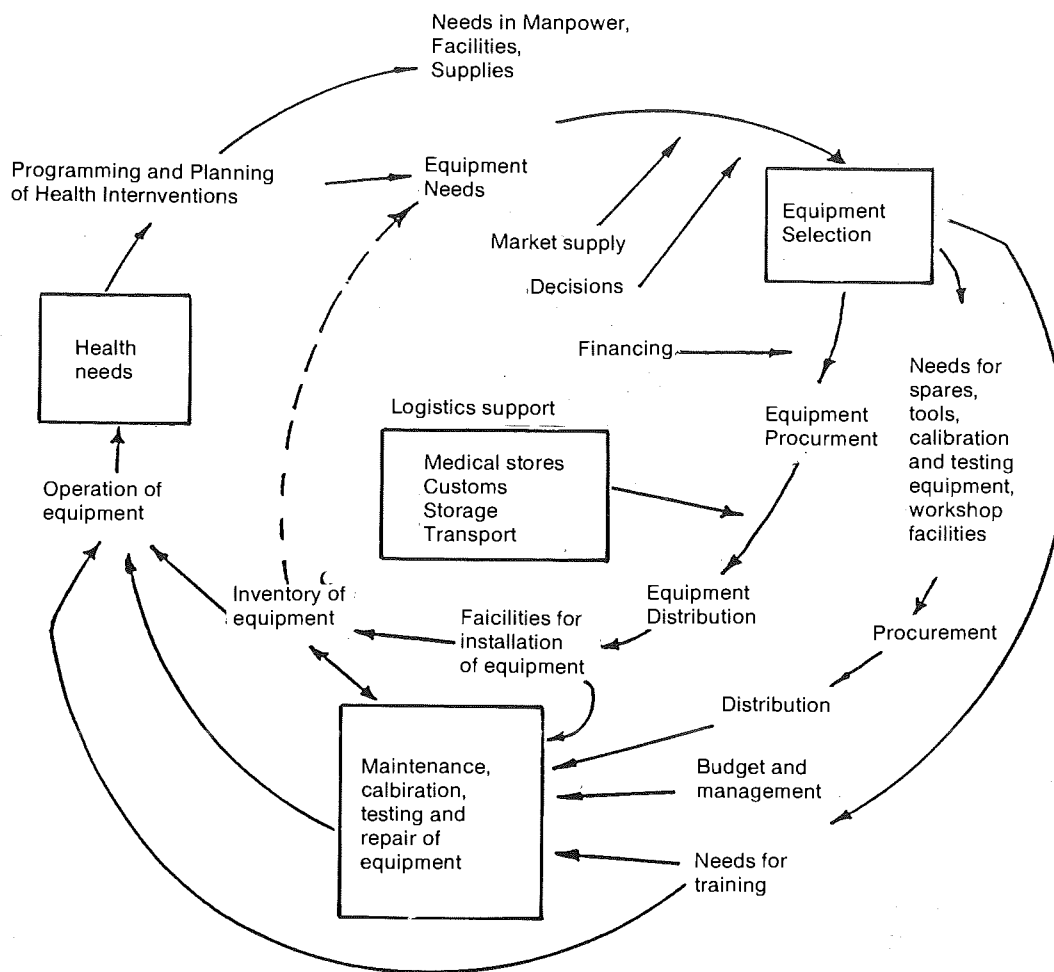 Needs in Manpower,
Facilities,
Supplies
Programming and Planning
of Health Internventions
Equipment
Needs
Equipment
Selection
Market supply
Decisions
Health
needs
Financing
Needs for
spares,
tools,
calibration
and testing
equipment,
workshop
facilities
Logistics support
Equipment
Procurment
Medical stores
Customs
Storage
Transport
Operation of
equipment
Inventory of
equipment
Equipment
Distribution
Faicilities for
installation
of equipment
Procurement
Distribution
Maintenance,
calbiration,
testing and
repair of
equipment
Budget and
management
Needs for
training